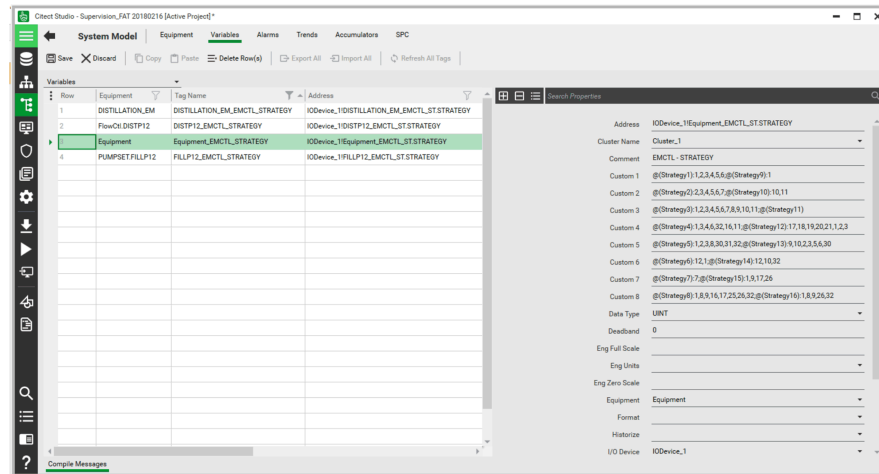 Citect Studio - Supervision_FAT 20180216 [Active Project]*
System Model Equipment Variables Alarms Trends Accumulators SPC
Save Discard Copy Paste Delete Row(s) Export All Import All Refresh All Tags
Variables
Row Equipment Tag Name Address
1 DISTILLATION_EM DISTILLATION_EM_EMCTL_STRATEGY IODevice_1!DISTILLATION_EM_EMCTL_ST.STRATEGY
2 FlowCtl.DISTP12 DISTP12_EMCTL_STRATEGY IODevice_1!DISTP12_EMCTL_ST.STRATEGY
3 Equipment Equipment_EMCTL_STRATEGY IODevice_1!Equipment_EMCTL_ST.STRATEGY
4 PUMPSET.FILLP12 FILLP12_EMCTL_STRATEGY IODevice_1!FILLP12_EMCTL_ST.STRATEGY
Search Properties
Address IODevice_1!Equipment_EMCTL_ST.STRATEGY
Cluster Name Cluster_1
Comment EMCTL - STRATEGY
Custom 1 @(Strategy1):1,2,3,4,5,6;@(Strategy9):1
Custom 2 @(Strategy2):2,3,4,5,6,7;@(Strategy10):10,11
Custom 3 @(Strategy3):1,2,3,4,5,6,7,8,9,10,11;@(Strategy11)
Custom 4 @(Strategy4):1,3,4,6,32,16,11;@(Strategy12):17,18,19,20,21,1,2,3
Custom 5 @(Strategy5):1,2,3,8,30,31,32;@(Strategy13):9,10,2,3,5,6,30
Custom 6 @(Strategy6):12,1;@(Strategy14):12,10,32
Custom 7 @(Strategy7):7;@(Strategy15):1,9,17,26
Custom 8 @(Strategy8):1,8,9,16,17,25,26,32;@(Strategy16):1,8,9,26,32
Data Type UINT
Deadband 0
Eng Full Scale
Eng Units
Eng Zero Scale
Equipment Equipment
Format
Historize
I/O Device IODevice_1
Compile Messages